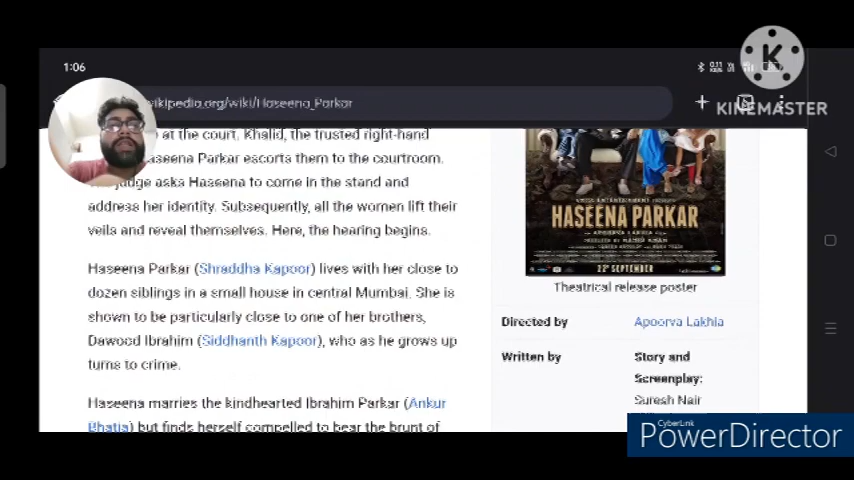 1:06
wikipedia.org/wiki/Haseena_Parkar
KINEMASTER
at the court. Khalid, the trusted right-hand
Haseena Parkar escorts them to the courtroom.
judge asks Haseena to come in the stand and
address her identity. Subsequently, all the women lift their
veils and reveal themselves. Here, the hearing begins.
Haseena Parkar (Shraddha Kapoor) lives with her close to
dozen siblings in a small house in central Mumbai. She is
shown to be particularly close to one of her brothers,
Dawood Ibrahim (Siddhanth Kapoor), who as he grows up
turns to crime.
Haseena marries the kindhearted Ibrahim Parkar (Ankur
Bhatia) but finds herself compelled to bear the brunt of
HASEENA PARKAR
22ND SEPTEMBER
Theatrical release poster
Directed by
Apoorva Lakhia
Written by
Story and
Screenplay:
Suresh Nair
CyberLink
PowerDirector